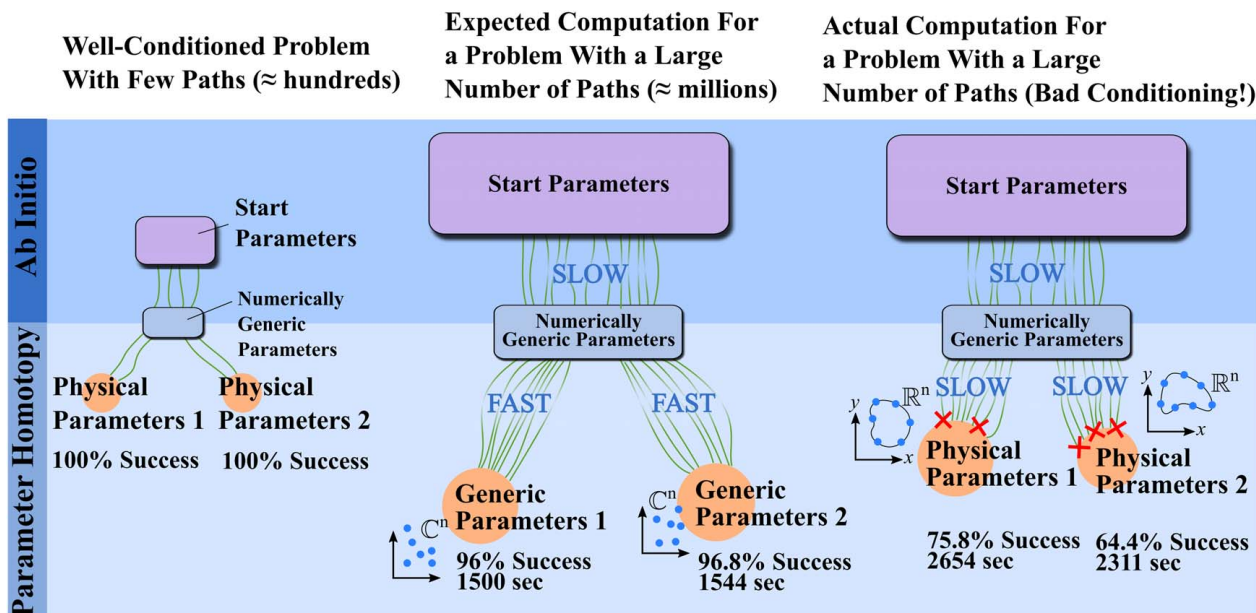 Well-Conditioned Problem
With Few Paths (≈ hundreds)
Expected Computation For
a Problem With a Large
Number of Paths (≈ millions)
Actual Computation For
a Problem With a Large
Number of Paths (Bad Conditioning!)
Ab Initio
Start
Parameters
Start Parameters
Start Parameters
SLOW
SLOW
Parameter Homotopy
Numerically
Generic
Parameters
Numerically
Generic Parameters
Numerically
Generic Parameters
Physical
Parameters 1
100% Success
Physical
Parameters 2
100% Success
FAST
FAST
ℂⁿ
Generic
Parameters 1
96% Success
1500 sec
ℂⁿ
Generic
Parameters 2
96.8% Success
1544 sec
SLOW
SLOW
y
ℝⁿ
x
Physical
Parameters 1
75.8% Success
2654 sec
y
ℝⁿ
x
Physical
Parameters 2
64.4% Success
2311 sec